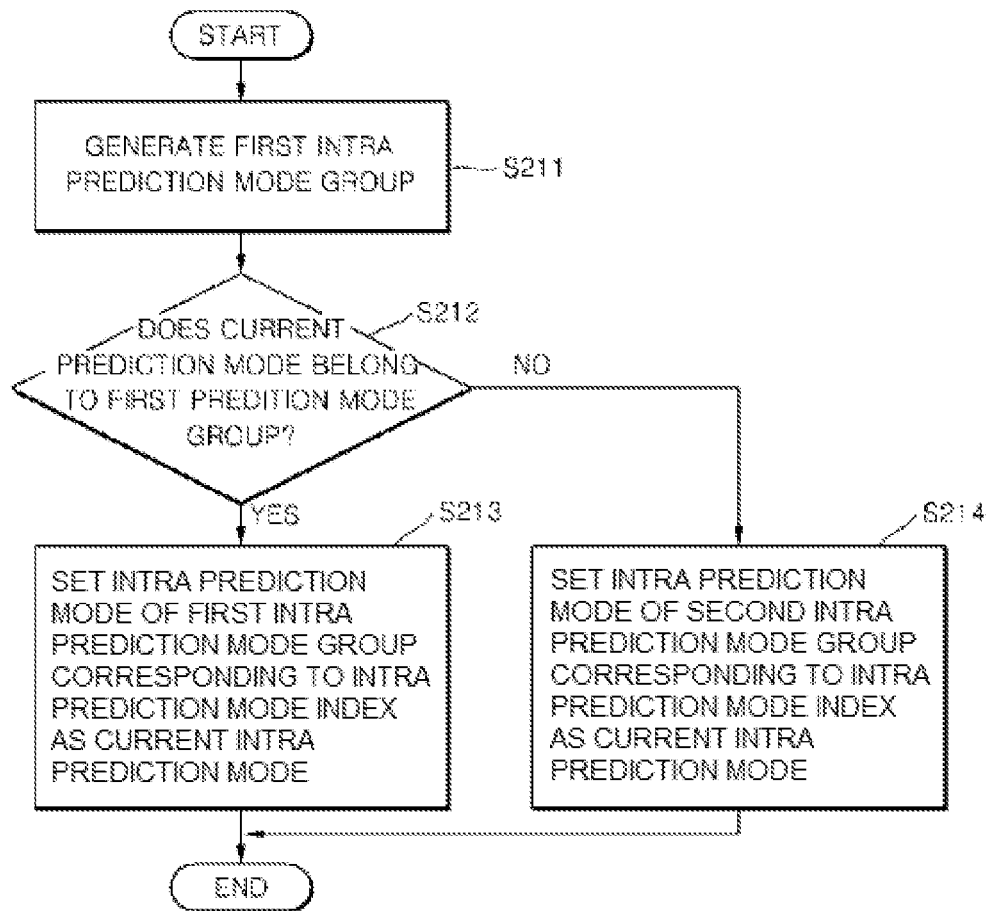 START
GENERATE FIRST INTRA
PREDICTION MODE GROUP
S211
DOES CURRENT
PREDICTION MODE BELONG
TO FIRST PREDITION MODE
GROUP?
S212
NO
YES
S213
SET INTRA PREDICTION
MODE OF FIRST INTRA
PREDICTION MODE GROUP
CORRESPONDING TO INTRA
PREDICTION MODE INDEX
AS CURRENT INTRA
PREDICTION MODE
S214
SET INTRA PREDICTION
MODE OF SECOND INTRA
PREDICTION MODE GROUP
CORRESPONDING TO INTRA
PREDICTION MODE INDEX
AS CURRENT INTRA
PREDICTION MODE
END